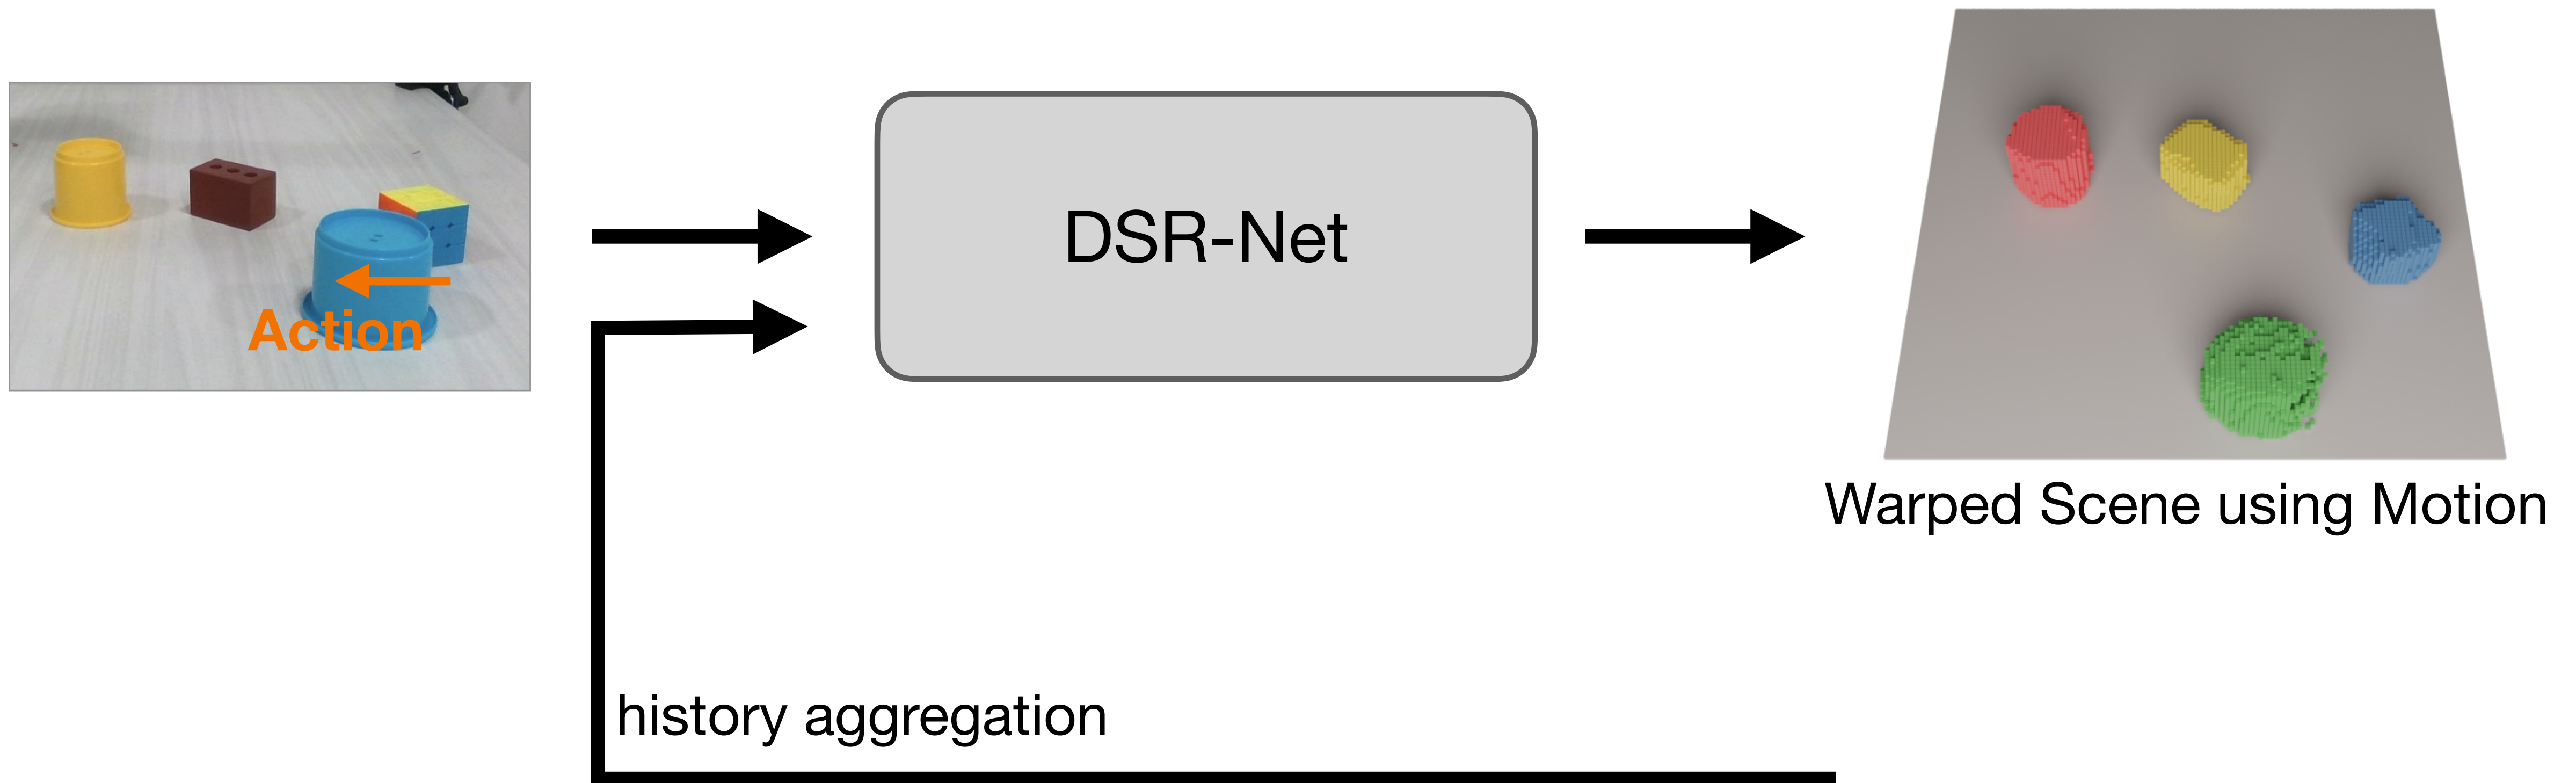 Action
DSR-Net
Warped Scene using Motion
history aggregation